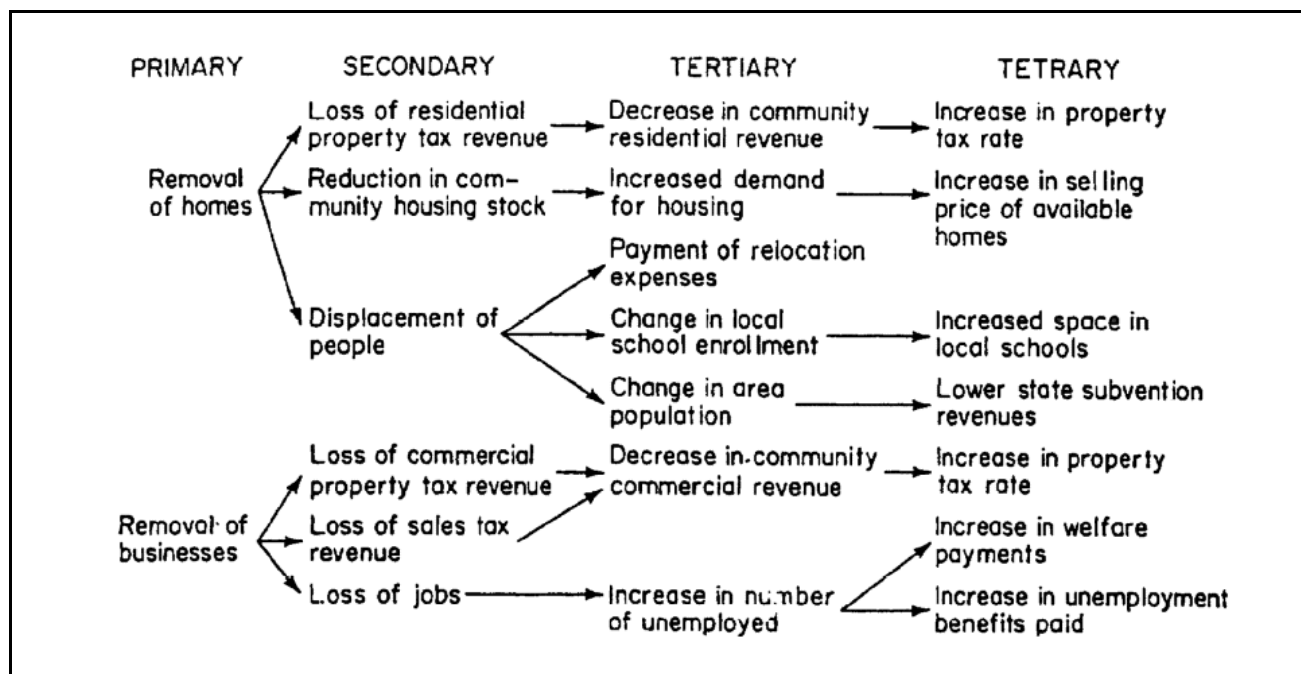 PRIMARY SECONDARY TERTIARY TETRARY
Loss of residential
property tax revenue
Decrease in community
residential revenue
Increase in property
tax rate
Removal
of homes
Reduction in com-
munity housing stock
Increased demand
for housing
Increase in selling
price of available
homes
Payment of relocation
expenses
Displacement of
people
Change in local
school enrollment
Increased space in
local schools
Change in area
population
Lower state subvention
revenues
Loss of commercial
property tax revenue
Decrease in community
commercial revenue
Increase in property
tax rate
Removal of
businesses
Loss of sales tax
revenue
Increase in welfare
payments
Loss of jobs
Increase in number
of unemployed
Increase in unemployment
benefits paid